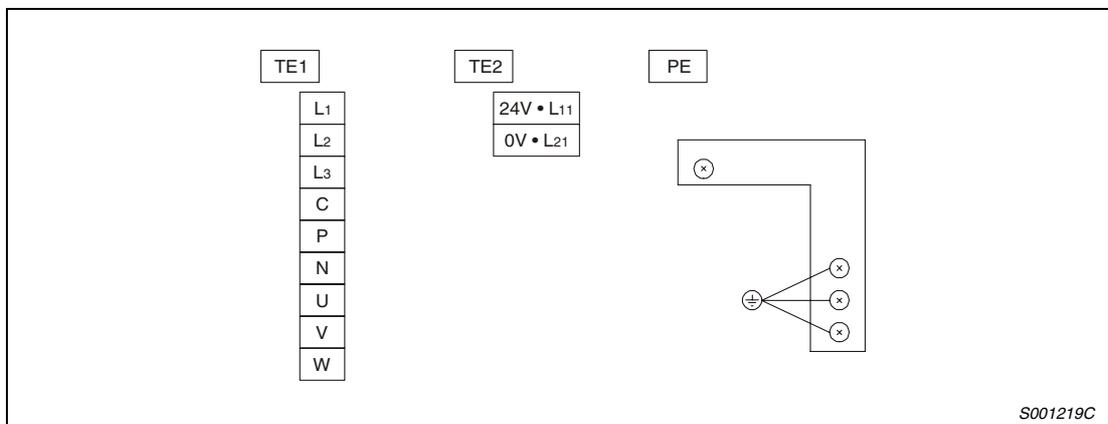 TE1
TE2
PE
L1
L2
L3
C
P
N
U
V
W
24V • L11
0V • L21
S001219C